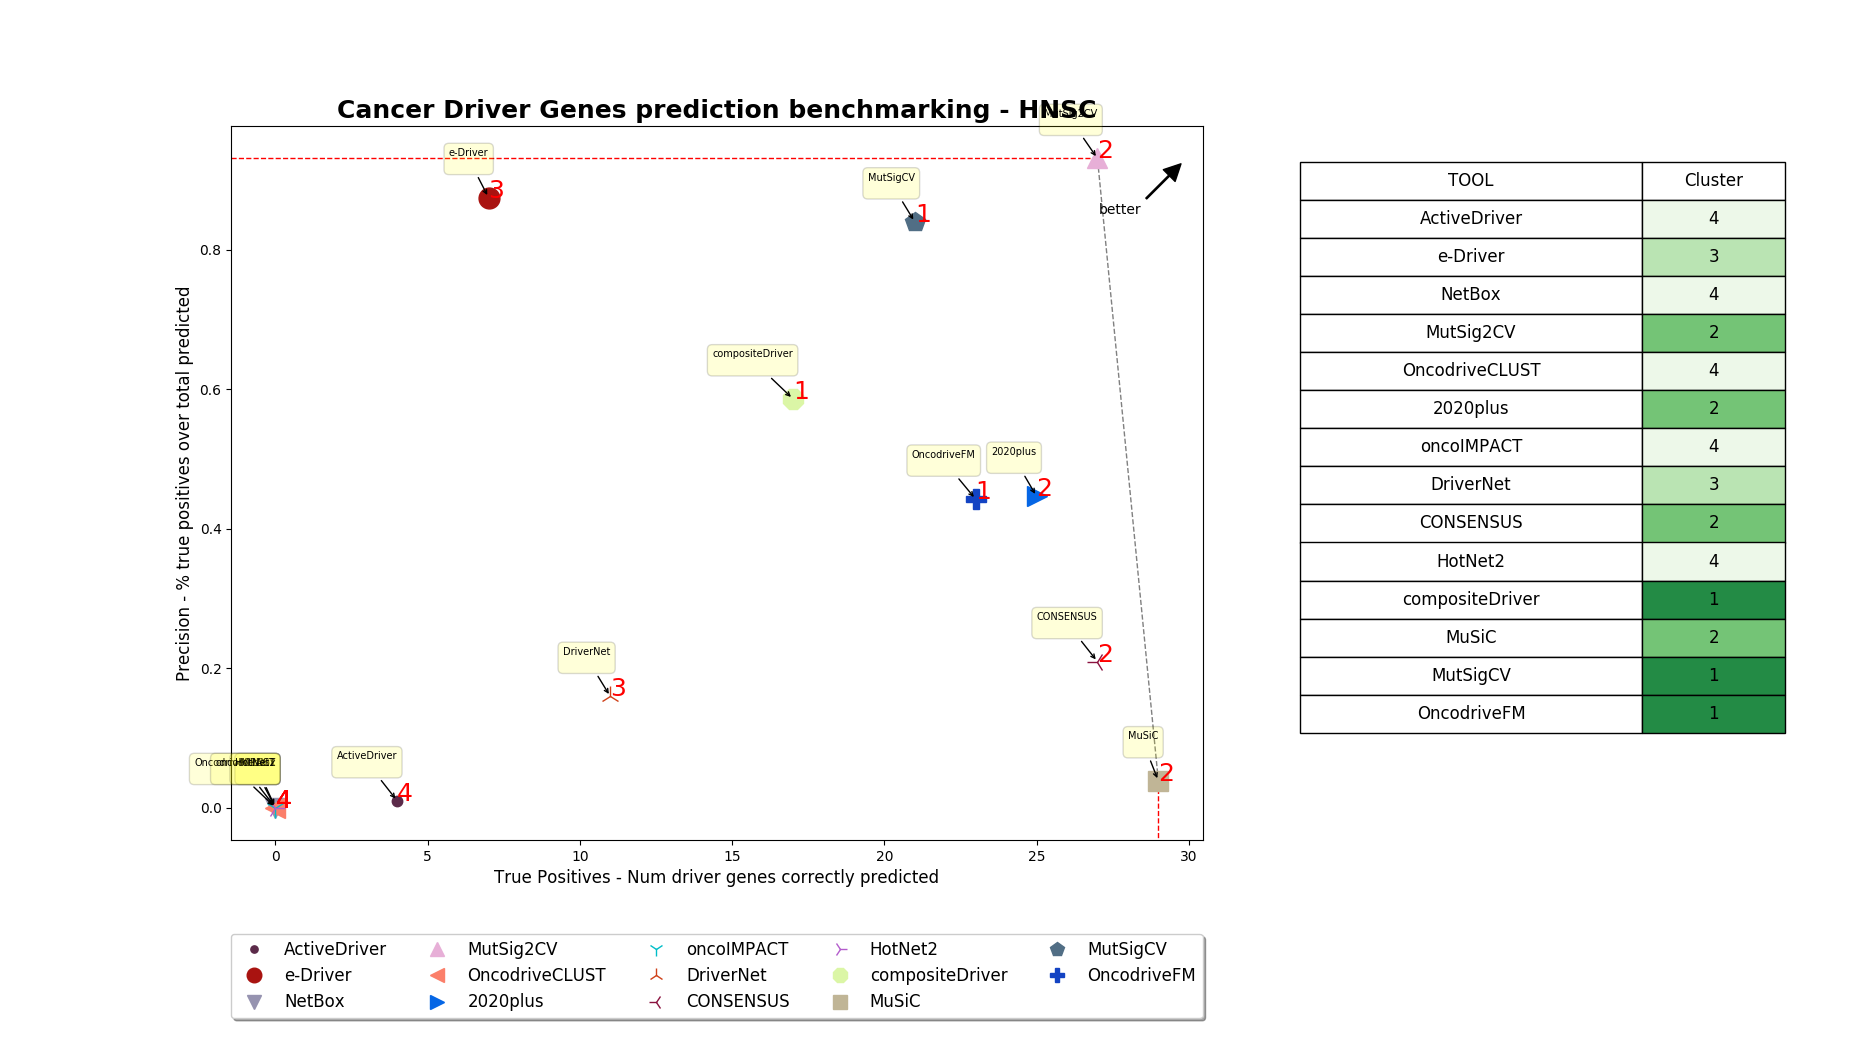 Cancer Driver Genes prediction benchmarking - HNSC
MutSig2CV
2
e-Driver
3
MutSigCV
1
better
compositeDriver
1
OncodriveFM
1
2020plus
2
CONSENSUS
2
DriverNet
3
MuSiC
2
ActiveDriver
4
4
0.8
0.6
0.4
0.2
0.0
Precision - % true positives over total predicted
0 5 10 15 20 25 30
True Positives - Num driver genes correctly predicted
TOOL Cluster
ActiveDriver 4
e-Driver 3
NetBox 4
MutSig2CV 2
OncodriveCLUST 4
2020plus 2
oncoIMPACT 4
DriverNet 3
CONSENSUS 2
HotNet2 4
compositeDriver 1
MuSiC 2
MutSigCV 1
OncodriveFM 1
ActiveDriver MutSig2CV oncoIMPACT HotNet2 MutSigCV
e-Driver OncodriveCLUST DriverNet compositeDriver OncodriveFM
NetBox 2020plus CONSENSUS MuSiC